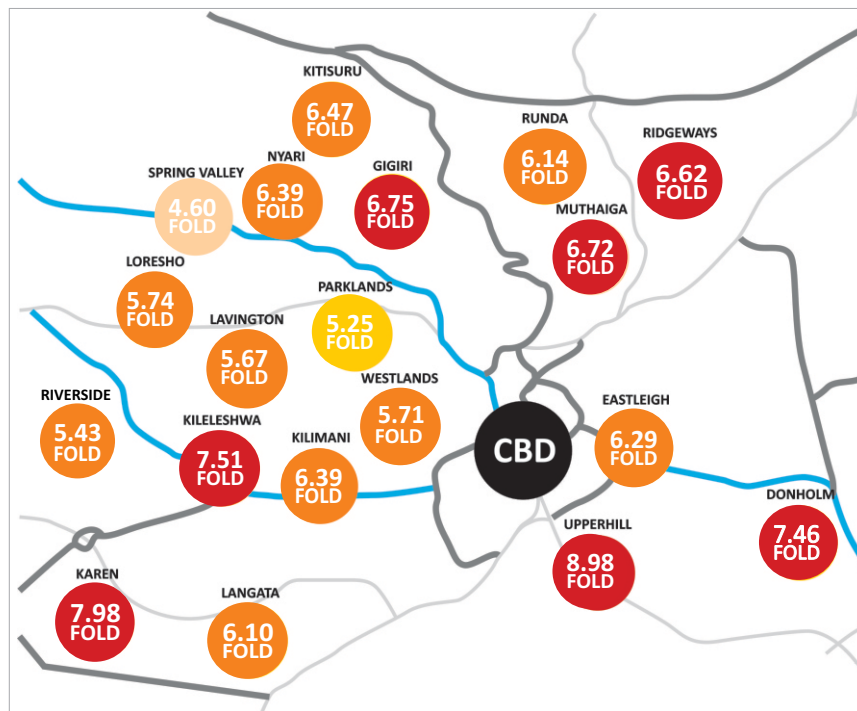 KITISURU
6.47
FOLD
RUNDA
6.14
FOLD
RIDGEWAYS
6.62
FOLD
NYARI
6.39
FOLD
GIGIRI
6.75
FOLD
SPRING VALLEY
4.60
FOLD
MUTHAIGA
6.72
FOLD
LORESHO
5.74
FOLD
PARKLANDS
5.25
FOLD
LAVINGTON
5.67
FOLD
WESTLANDS
5.71
FOLD
RIVERSIDE
5.43
FOLD
KILELESHWA
7.51
FOLD
KILIMANI
6.39
FOLD
CBD
EASTLEIGH
6.29
FOLD
DONHOLM
7.46
FOLD
UPPERHILL
8.98
FOLD
KAREN
7.98
FOLD
LANGATA
6.10
FOLD